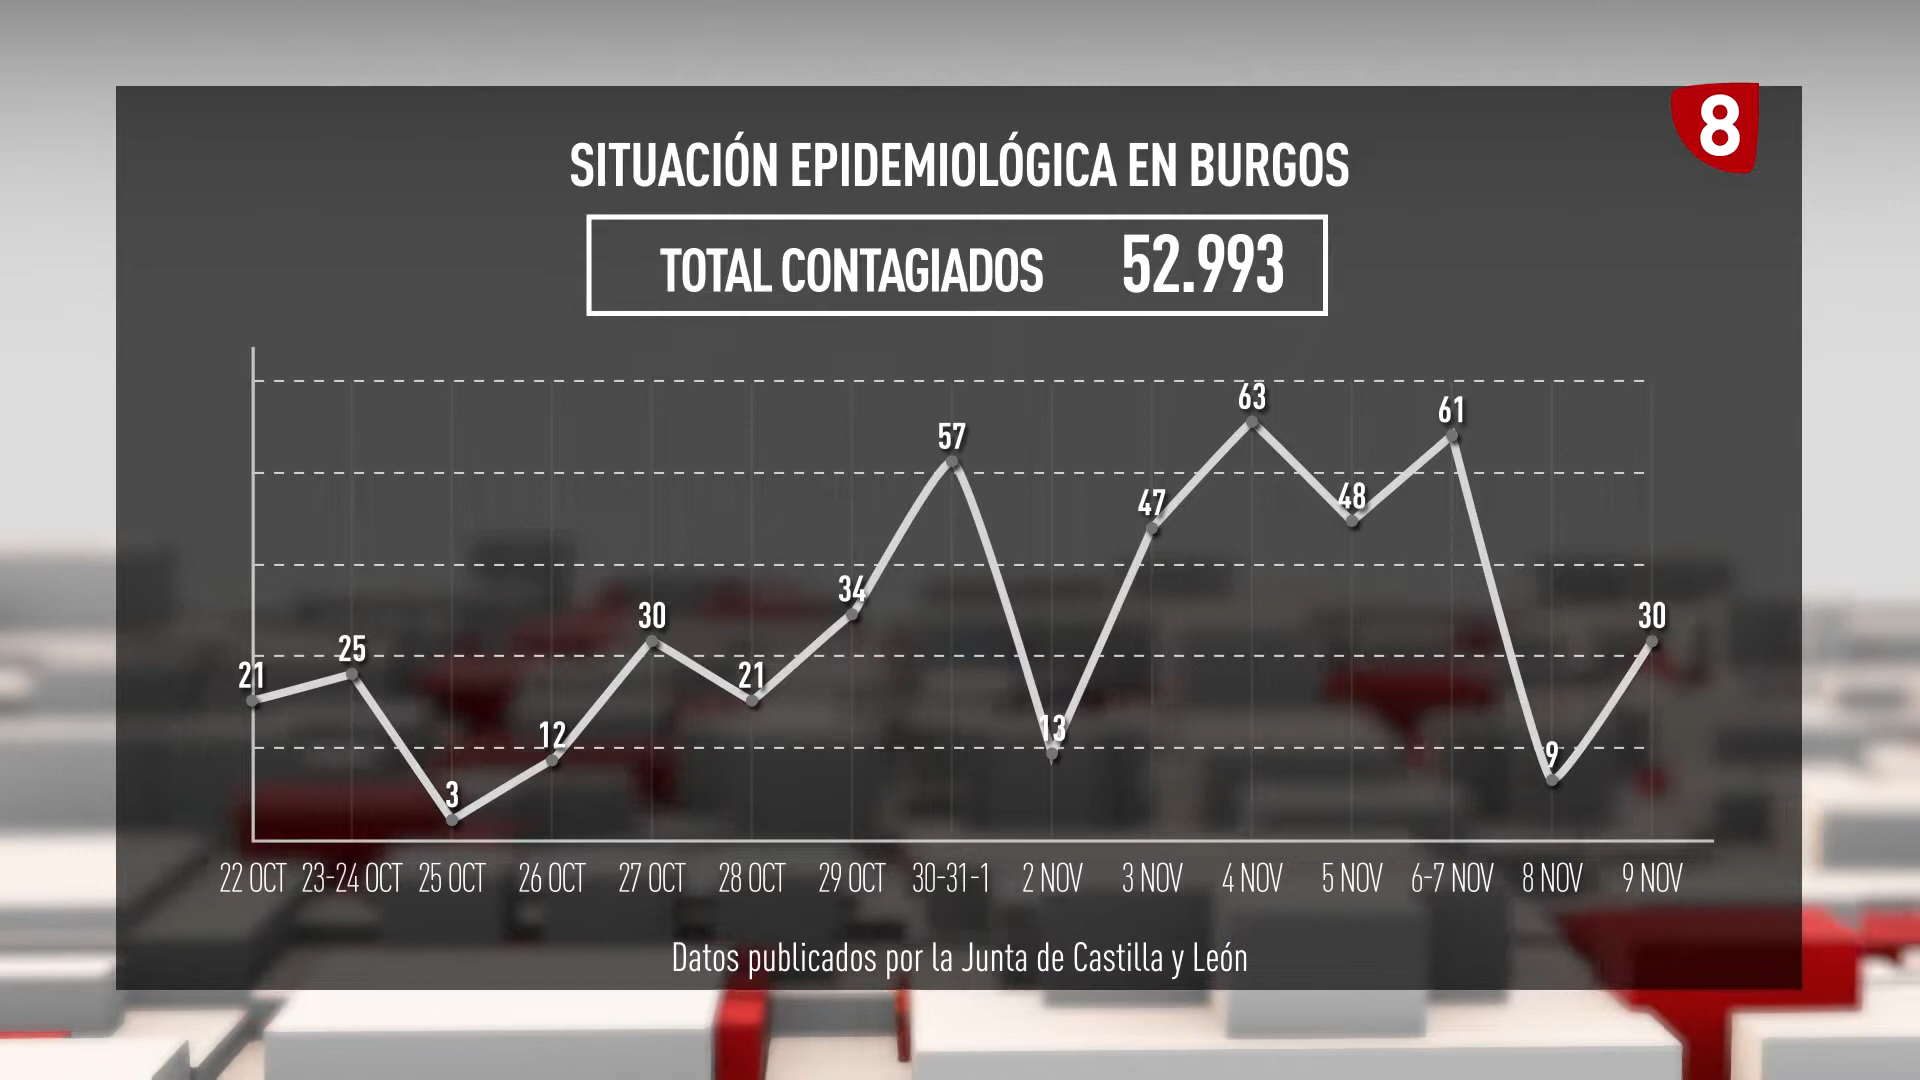 8
SITUACIÓN EPIDEMIOLÓGICA EN BURGOS
TOTAL CONTAGIADOS 52.993
21 25 3 12 30 21 34 57 13 47 63 48 61 9 30
22 OCT 23-24 OCT 25 OCT 26 OCT 27 OCT 28 OCT 29 OCT 30-31-1 2 NOV 3 NOV 4 NOV 5 NOV 6-7 NOV 8 NOV 9 NOV
Datos publicados por la Junta de Castilla y León